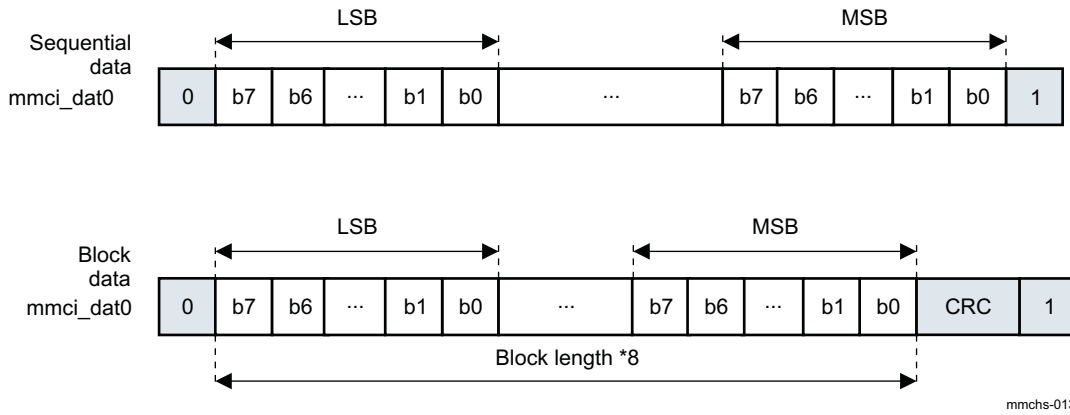 LSB MSB
Sequential
data
mmci_dat0 0 b7 b6 ... b1 b0 ... b7 b6 ... b1 b0 1
LSB MSB
Block
data
mmci_dat0 0 b7 b6 ... b1 b0 ... b7 b6 ... b1 b0 CRC 1
Block length *8